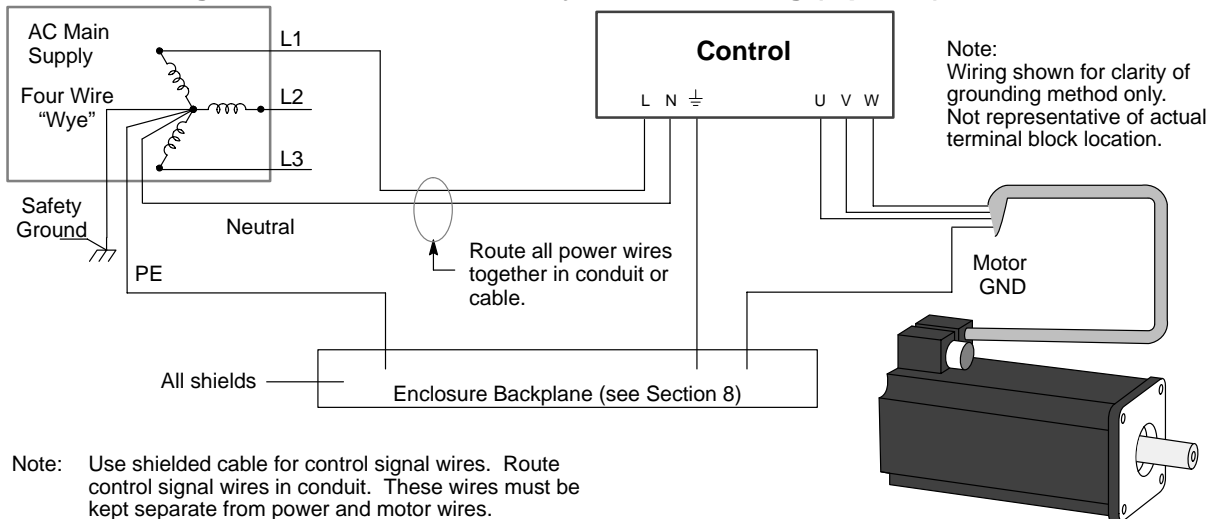 AC Main
Supply
Four Wire
“Wye”
L1
L2
L3
Safety
Ground
PE
Neutral
Control
L N
U V W
Route all power wires
together in conduit or
cable.
Note:
Wiring shown for clarity of
grounding method only.
Not representative of actual
terminal block location.
Motor
GND
All shields
Enclosure Backplane (see Section 8)
Note: Use shielded cable for control signal wires. Route
control signal wires in conduit. These wires must be
kept separate from power and motor wires.